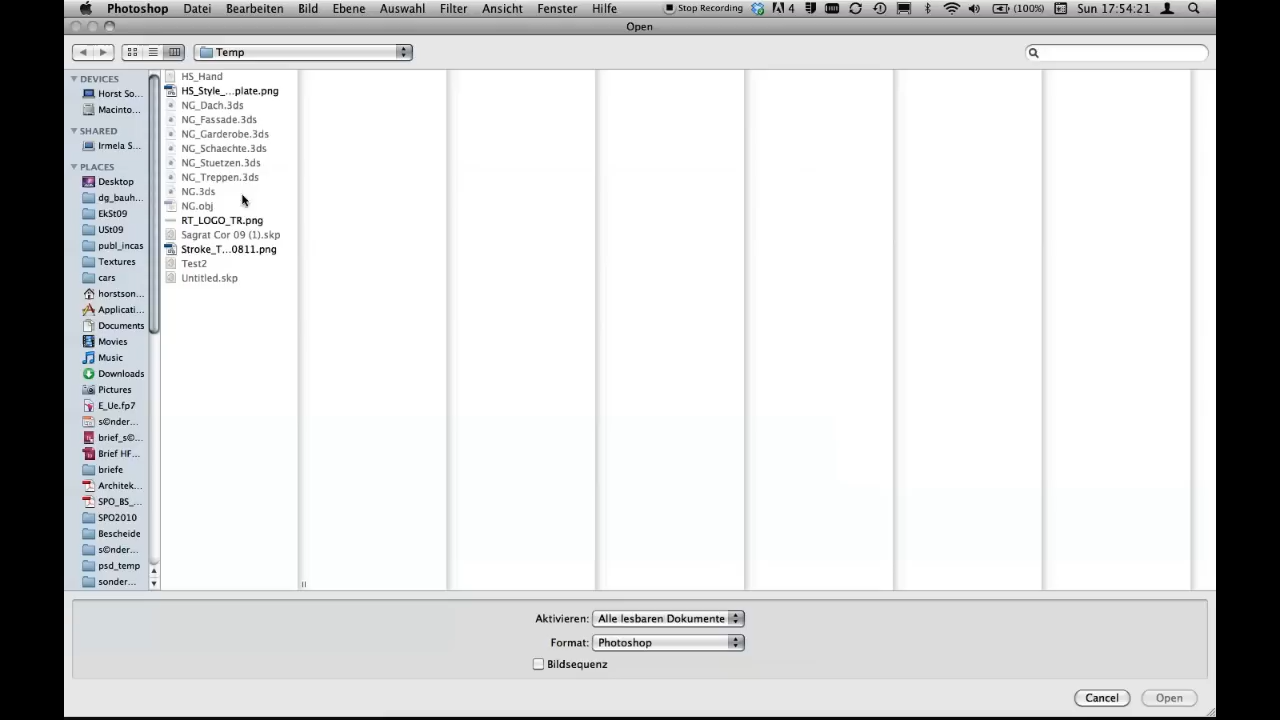 Photoshop Datei Bearbeiten Bild Ebene Auswahl Filter Ansicht Fenster Hilfe Stop Recording 4 (100%) Sun 17:54:21
Open
Temp
DEVICES
Horst So...
Macinto...
SHARED
Irmela S...
PLACES
Desktop
dg_bauh...
EkSt09
USt09
publ_incas
Textures
cars
horstson...
Applicati...
Documents
Movies
Music
Downloads
Pictures
E_Ue.fp7
s©nder...
brief_s©...
Brief HF...
briefe
Architek...
SPO_BS_...
SPO2010
Bescheide
s©nder...
psd_temp
sonder...
HS_Hand
HS_Style_...plate.png
NG_Dach.3ds
NG_Fassade.3ds
NG_Garderobe.3ds
NG_Schaechte.3ds
NG_Stuetzen.3ds
NG_Treppen.3ds
NG.3ds
NG.obj
RT_LOGO_TR.png
Sagrat Cor 09 (1).skp
Stroke_T...0811.png
Test2
Untitled.skp
Aktivieren: Alle lesbaren Dokumente
Format: Photoshop
Bildsequenz
Cancel Open